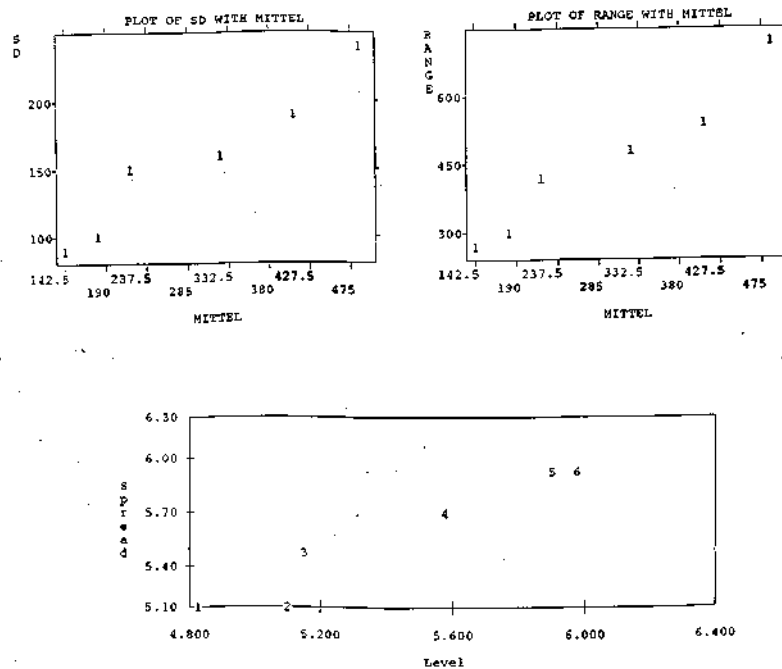 PLOT OF SD WITH MITTEL
SD
200
150
100
1 1 1 1 1 1
142.5 237.5 332.5 427.5
190 285 380 475
MITTEL
PLOT OF RANGE WITH MITTEL
RANGE
600
450
300
1 1 1 1 1 1
142.5 237.5 332.5 427.5
190 285 380 475
MITTEL
Spread
6.30
6.00
5.70
5.40
5.10
1 2 3 4 5 6
4.800 5.200 5.600 6.000 6.400
Level